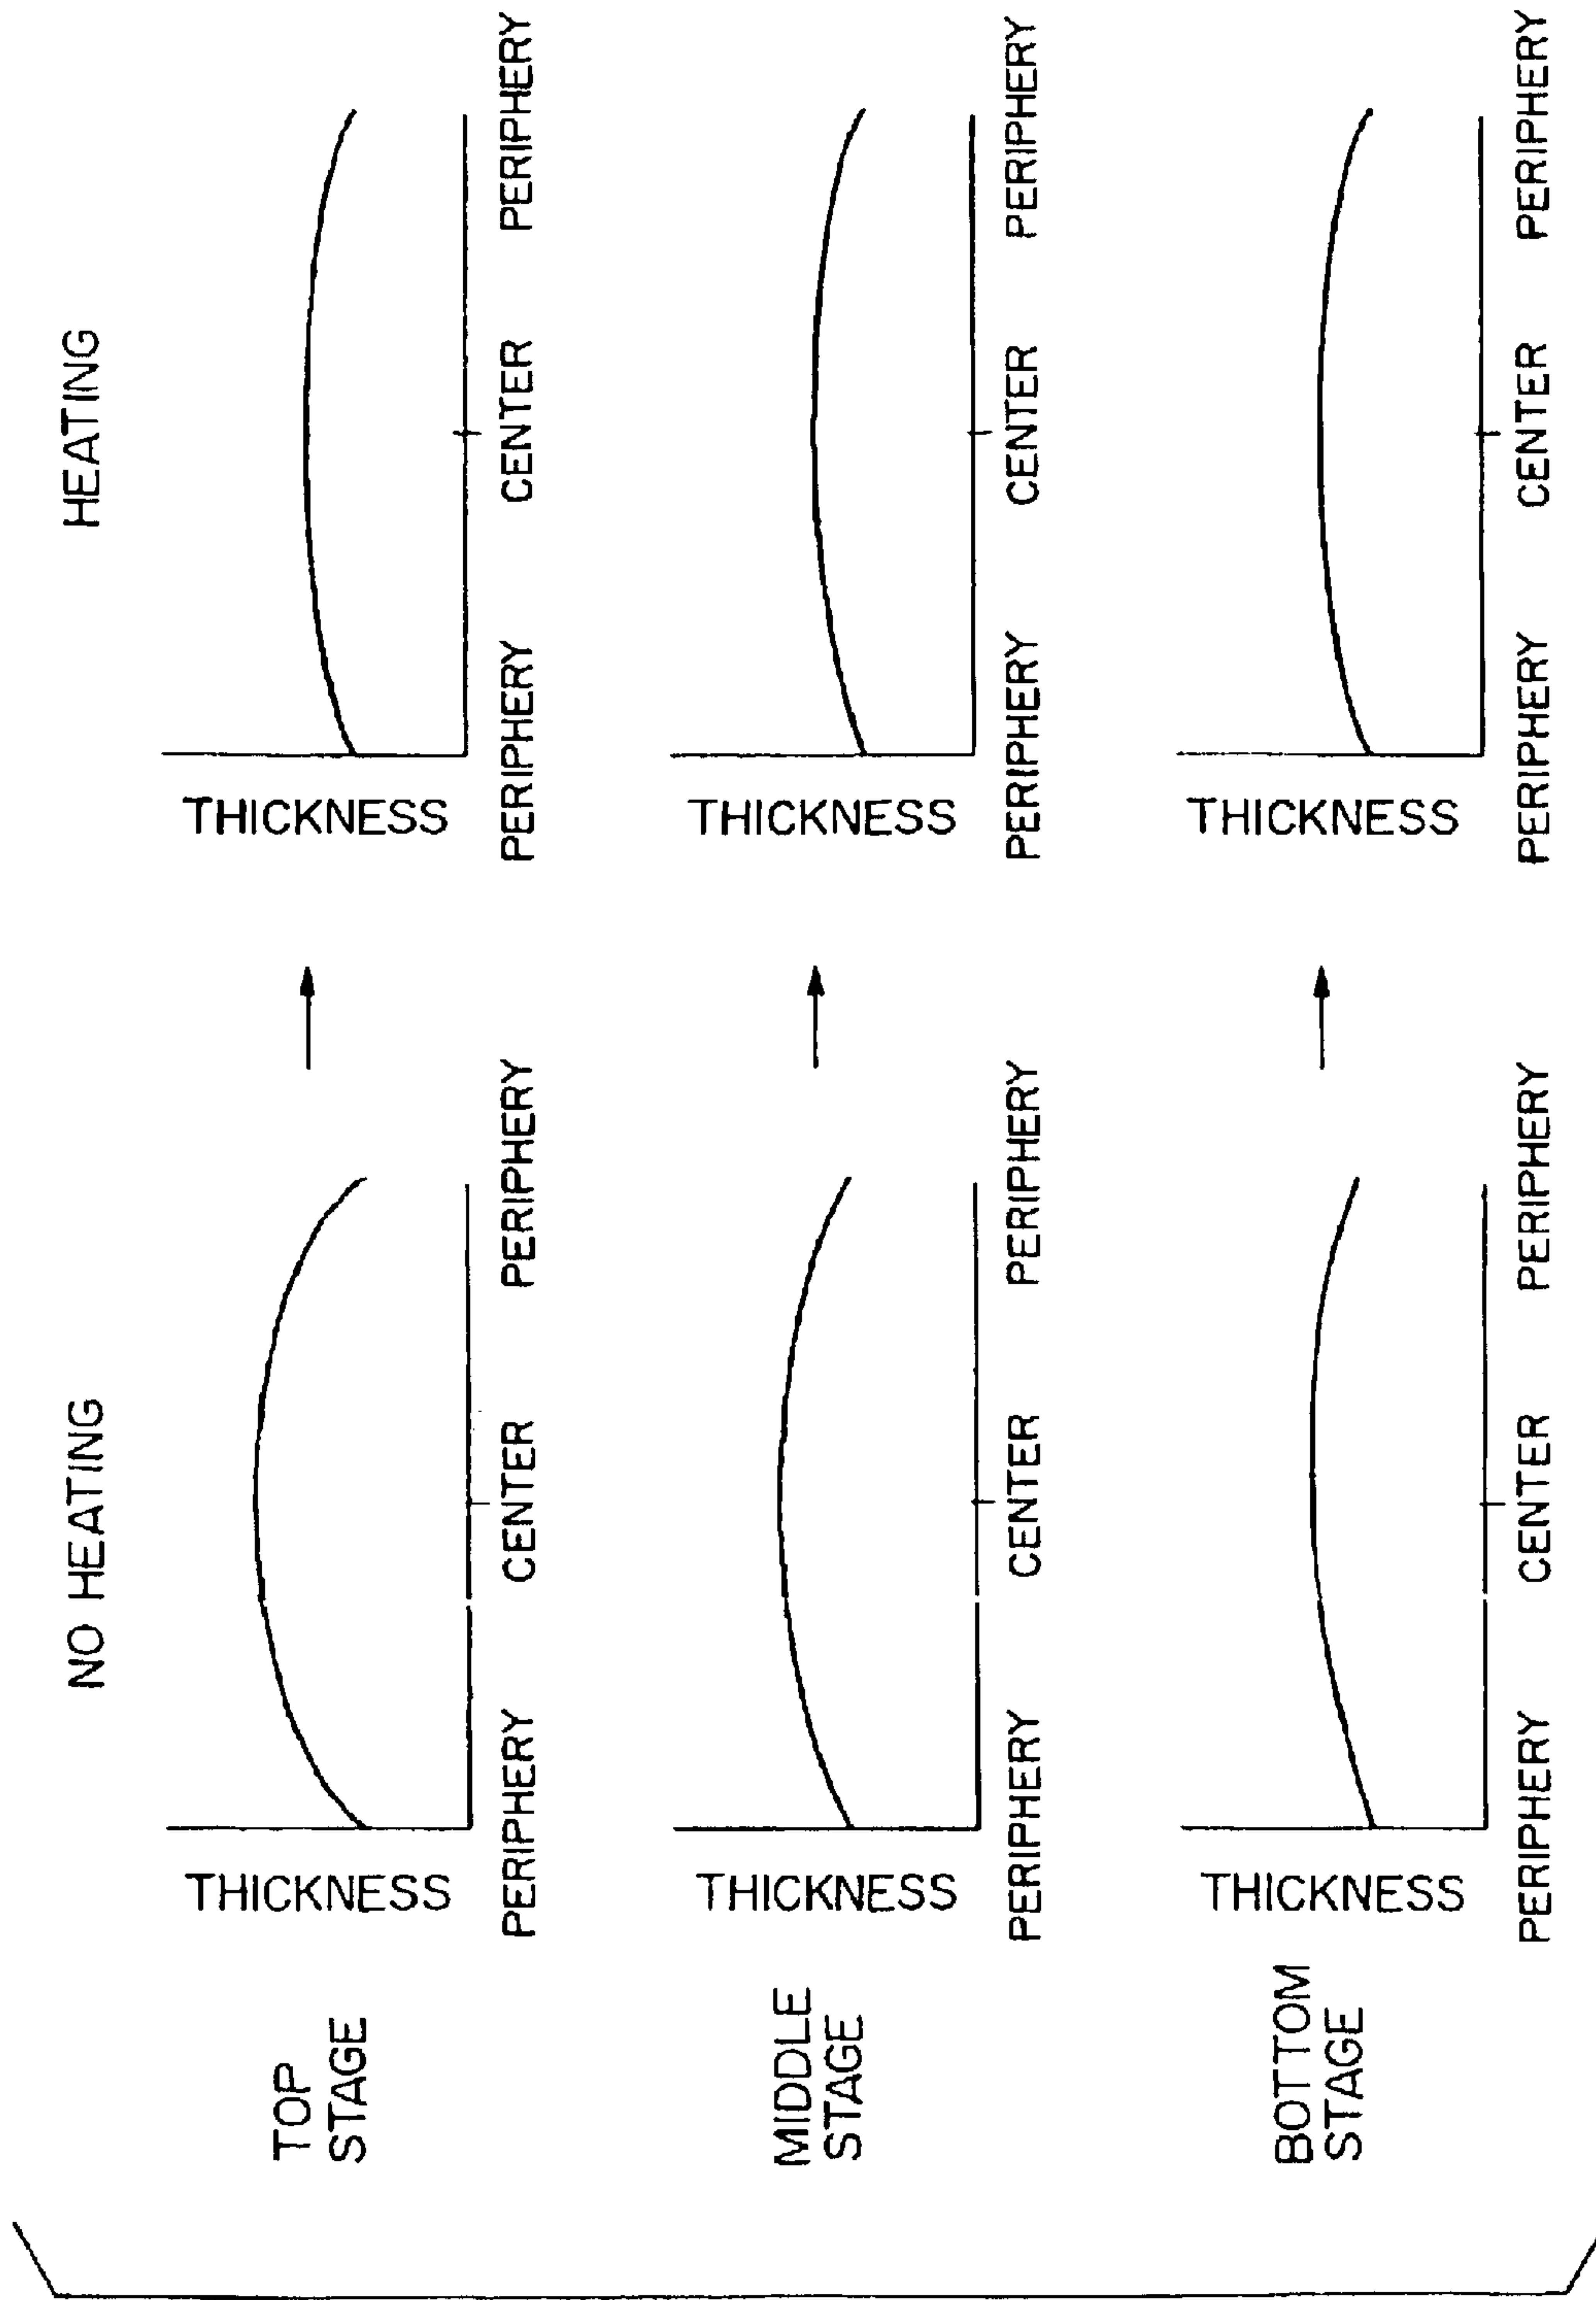 NO HEATING
HEATING
TOP
STAGE
THICKNESS
PERIPHERY CENTER PERIPHERY
THICKNESS
PERIPHERY CENTER PERIPHERY
MIDDLE
STAGE
THICKNESS
PERIPHERY CENTER PERIPHERY
THICKNESS
PERIPHERY CENTER PERIPHERY
BOTTOM
STAGE
THICKNESS
PERIPHERY CENTER PERIPHERY
THICKNESS
PERIPHERY CENTER PERIPHERY